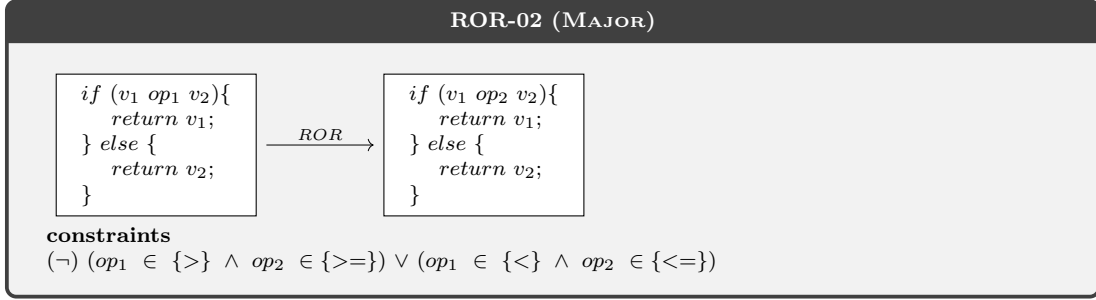 ROR-02 (Major)
if (v₁ op₁ v₂){
return v₁;
} else {
return v₂;
}
ROR
if (v₁ op₂ v₂){
return v₁;
} else {
return v₂;
}
constraints
(¬) (op₁ ∈ {>} ∧ op₂ ∈ {>=}) ∨ (op₁ ∈ {<} ∧ op₂ ∈ {<=})